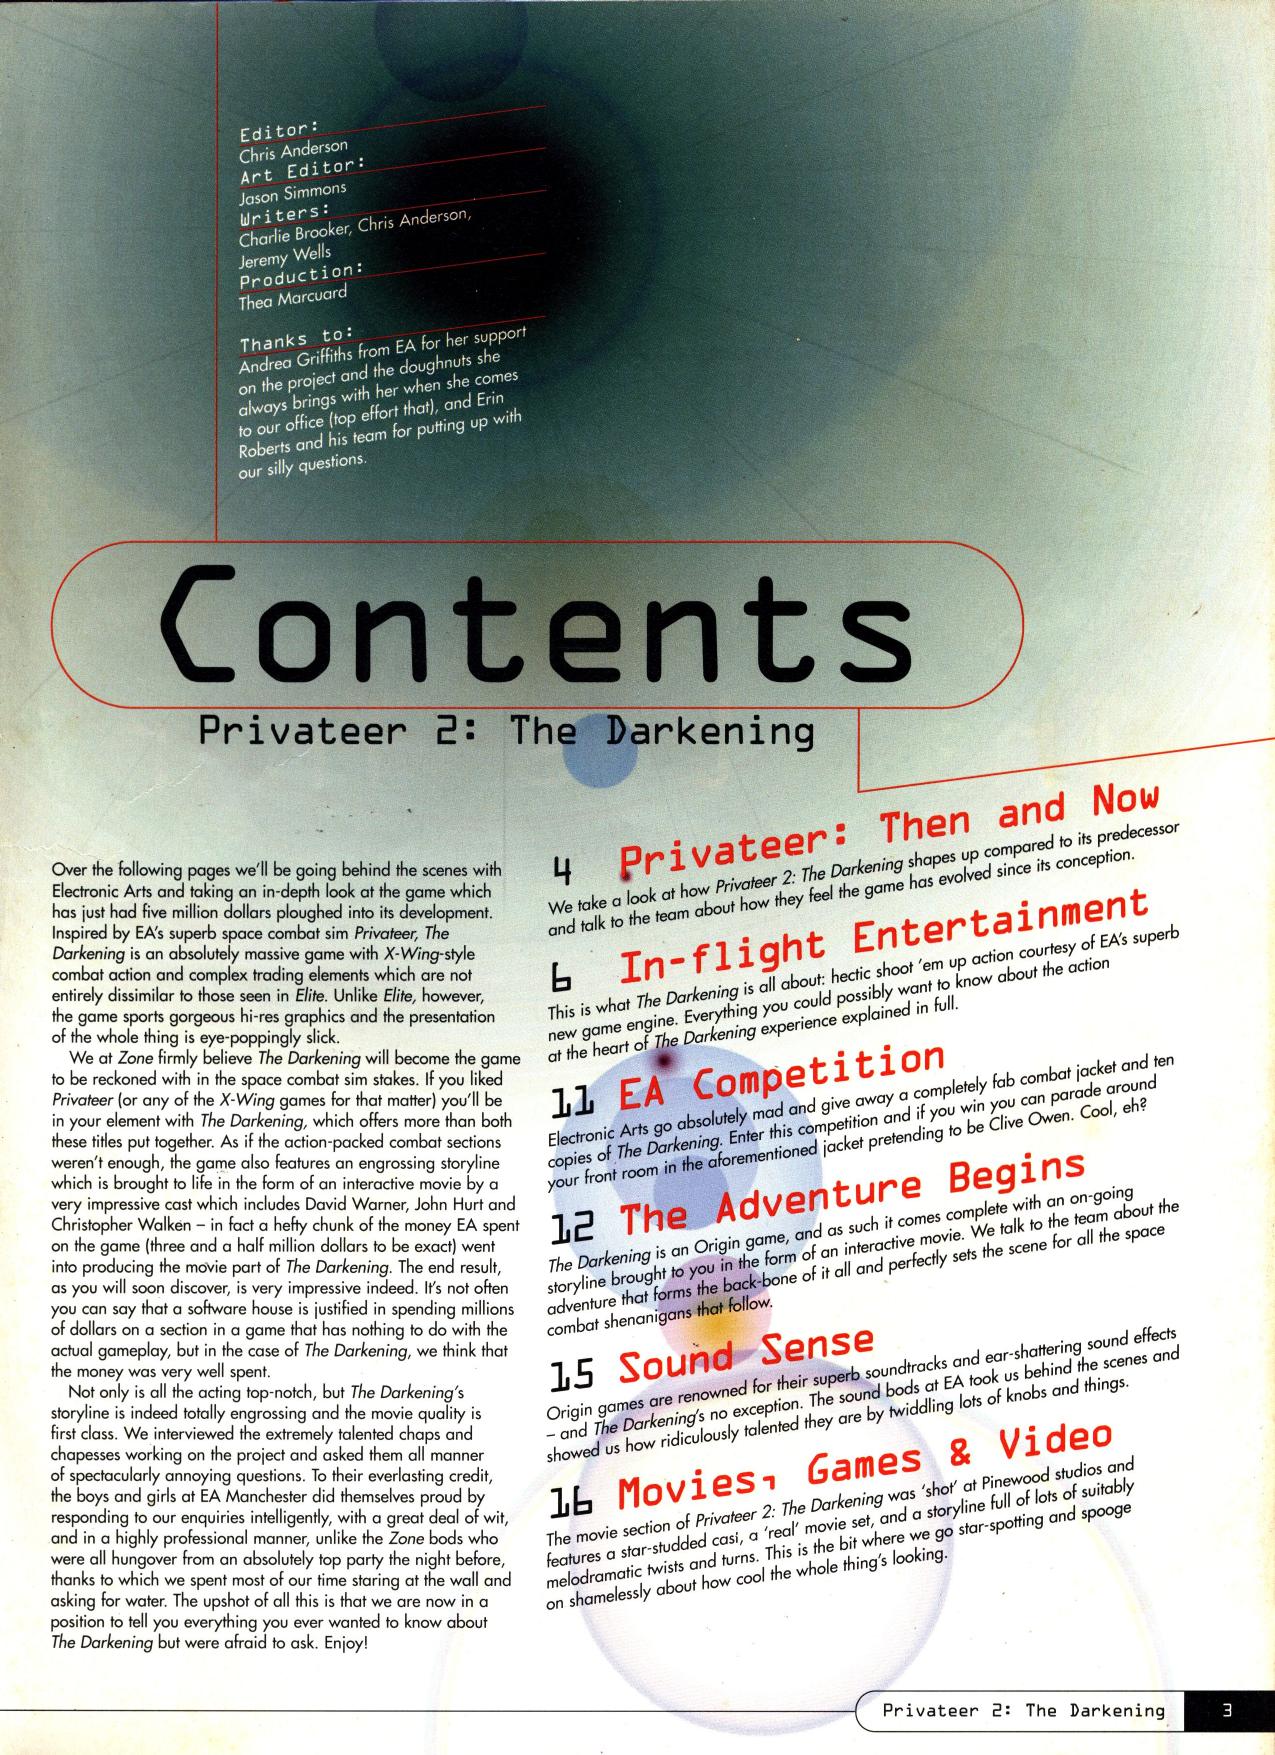 Editor:
Chris Anderson
Art Editor:
Jason Simmons
Writers:
Charlie Brooker, Chris Anderson,
Jeremy Wells
Production:
Thea Marcuard
Thanks to:
Andrea Griffiths from EA for her support
on the project and the doughnuts she
always brings with her when she comes
to our office (top effort that), and Erin
Roberts and his team for putting up with
our silly questions.
Contents
Privateer 2: The Darkening
Over the following pages we'll be going behind the scenes with
Electronic Arts and taking an in-depth look at the game which
has just had five million dollars ploughed into its development.
Inspired by EA's superb space combat sim Privateer, The
Darkening is an absolutely massive game with X-Wing-style
combat action and complex trading elements which are not
entirely dissimilar to those seen in Elite. Unlike Elite, however,
the game sports gorgeous hi-res graphics and the presentation
of the whole thing is eye-poppingly slick.
We at Zone firmly believe The Darkening will become the game
to be reckoned with in the space combat sim stakes. If you liked
Privateer (or any of the X-Wing games for that matter) you'll be
in your element with The Darkening, which offers more than both
these titles put together. As if the action-packed combat sections
weren't enough, the game also features an engrossing storyline
which is brought to life in the form of an interactive movie by a
very impressive cast which includes David Warner, John Hurt and
Christopher Walken – in fact a hefty chunk of the money EA spent
on the game (three and a half million dollars to be exact) went
into producing the movie part of The Darkening. The end result,
as you will soon discover, is very impressive indeed. It's not often
you can say that a software house is justified in spending millions
of dollars on a section in a game that has nothing to do with the
actual gameplay, but in the case of The Darkening, we think that
the money was very well spent.
Not only is all the acting top-notch, but The Darkening's
storyline is indeed totally engrossing and the movie quality is
first class. We interviewed the extremely talented chaps and
chapesses working on the project and asked them all manner
of spectacularly annoying questions. To their everlasting credit,
the boys and girls at EA Manchester did themselves proud by
responding to our enquiries intelligently, with a great deal of wit,
and in a highly professional manner, unlike the Zone bods who
were all hungover from an absolutely top party the night before,
thanks to which we spent most of our time staring at the wall and
asking for water. The upshot of all this is that we are now in a
position to tell you everything you ever wanted to know about
The Darkening but were afraid to ask. Enjoy!
4 Privateer: Then and Now
We take a look at how Privateer 2: The Darkening shapes up compared to its predecessor
and talk to the team about how they feel the game has evolved since its conception.
6 In-flight Entertainment
This is what The Darkening is all about: hectic shoot 'em up action courtesy of EA's superb
new game engine. Everything you could possibly want to know about the action
at the heart of The Darkening experience explained in full.
11 EA Competition
Electronic Arts go absolutely mad and give away a completely fab combat jacket and ten
copies of The Darkening. Enter this competition and if you win you can parade around
your front room in the aforementioned jacket pretending to be Clive Owen. Cool, eh?
12 The Adventure Begins
The Darkening is an Origin game, and as such it comes complete with an on-going
storyline brought to you in the form of an interactive movie. We talk to the team about the
adventure that forms the back-bone of it all and perfectly sets the scene for all the space
combat shenanigans that follow.
15 Sound Sense
Origin games are renowned for their superb soundtracks and ear-shattering sound effects
– and The Darkening's no exception. The sound bods at EA took us behind the scenes and
showed us how ridiculously talented they are by twiddling lots of knobs and things.
16 Movies, Games & Video
The movie section of Privateer 2: The Darkening was 'shot' at Pinewood studios and
features a star-studded casi, a 'real' movie set, and a storyline full of lots of suitably
melodramatic twists and turns. This is the bit where we go star-spotting and spooge
on shamelessly about how cool the whole thing's looking.
Privateer 2: The Darkening 3